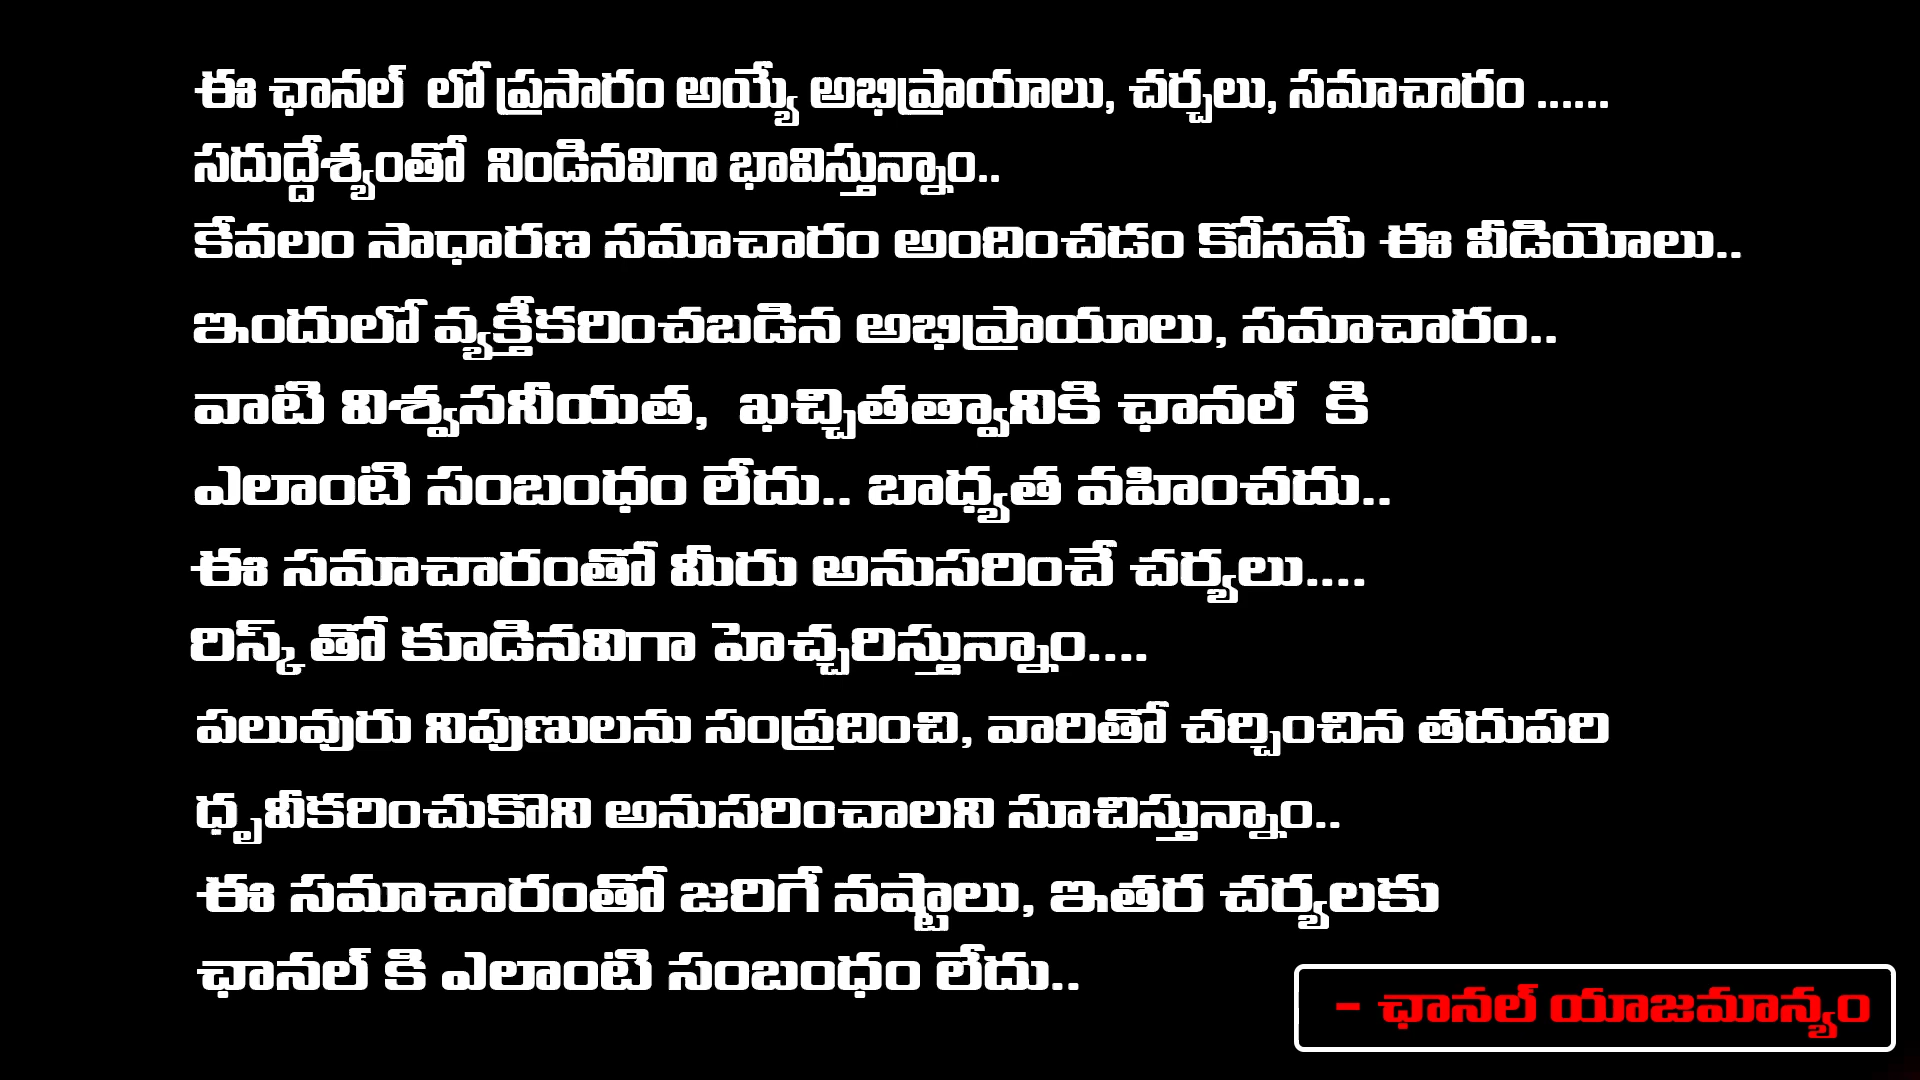 ఈ ఛానల్ లో ప్రసారం అయ్యే అభిప్రాయాలు, చర్చలు, సమాచారం ......
సదుద్దేశ్యంతో నిండినవిగా భావిస్తున్నాం..
కేవలం సాధారణ సమాచారం అందించడం కోసమే ఈ వీడియోలు..
ఇందులో వ్యక్తీకరించబడిన అభిప్రాయాలు, సమాచారం..
వాటి విశ్వసనీయత, ఖచ్చితత్వానికి ఛానల్ కి
ఎలాంటి సంబంధం లేదు.. బాధ్యత వహించదు..
ఈ సమాచారంతో మీరు అనుసరించే చర్యలు....
రిస్క్ తో కూడినవిగా హెచ్చరిస్తున్నాం....
పలువురు నిపుణులను సంప్రదించి, వారితో చర్చించిన తదుపరి
ధృవీకరించుకొని అనుసరించాలని సూచిస్తున్నాం..
ఈ సమాచారంతో జరిగే నష్టాలు, ఇతర చర్యలకు
ఛానల్ కి ఎలాంటి సంబంధం లేదు..
- ఛానల్ యాజమాన్యం